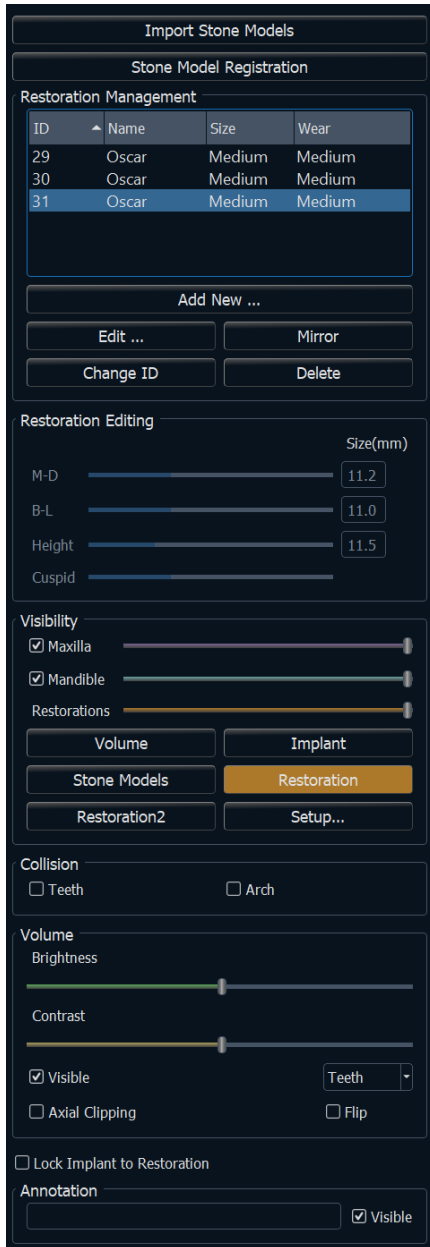 Import Stone Models
Stone Model Registration
Restoration Management
ID Name Size Wear
29 Oscar Medium Medium
30 Oscar Medium Medium
31 Oscar Medium Medium
Add New ...
Edit ... Mirror
Change ID Delete
Restoration Editing
Size(mm)
M-D 11.2
B-L 11.0
Height 11.5
Cuspid
Visibility
Maxilla
Mandible
Restorations
Volume Implant
Stone Models Restoration
Restoration2 Setup...
Collision
Teeth Arch
Volume
Brightness
Contrast
Visible Teeth
Axial Clipping Flip
Lock Implant to Restoration
Annotation
Visible